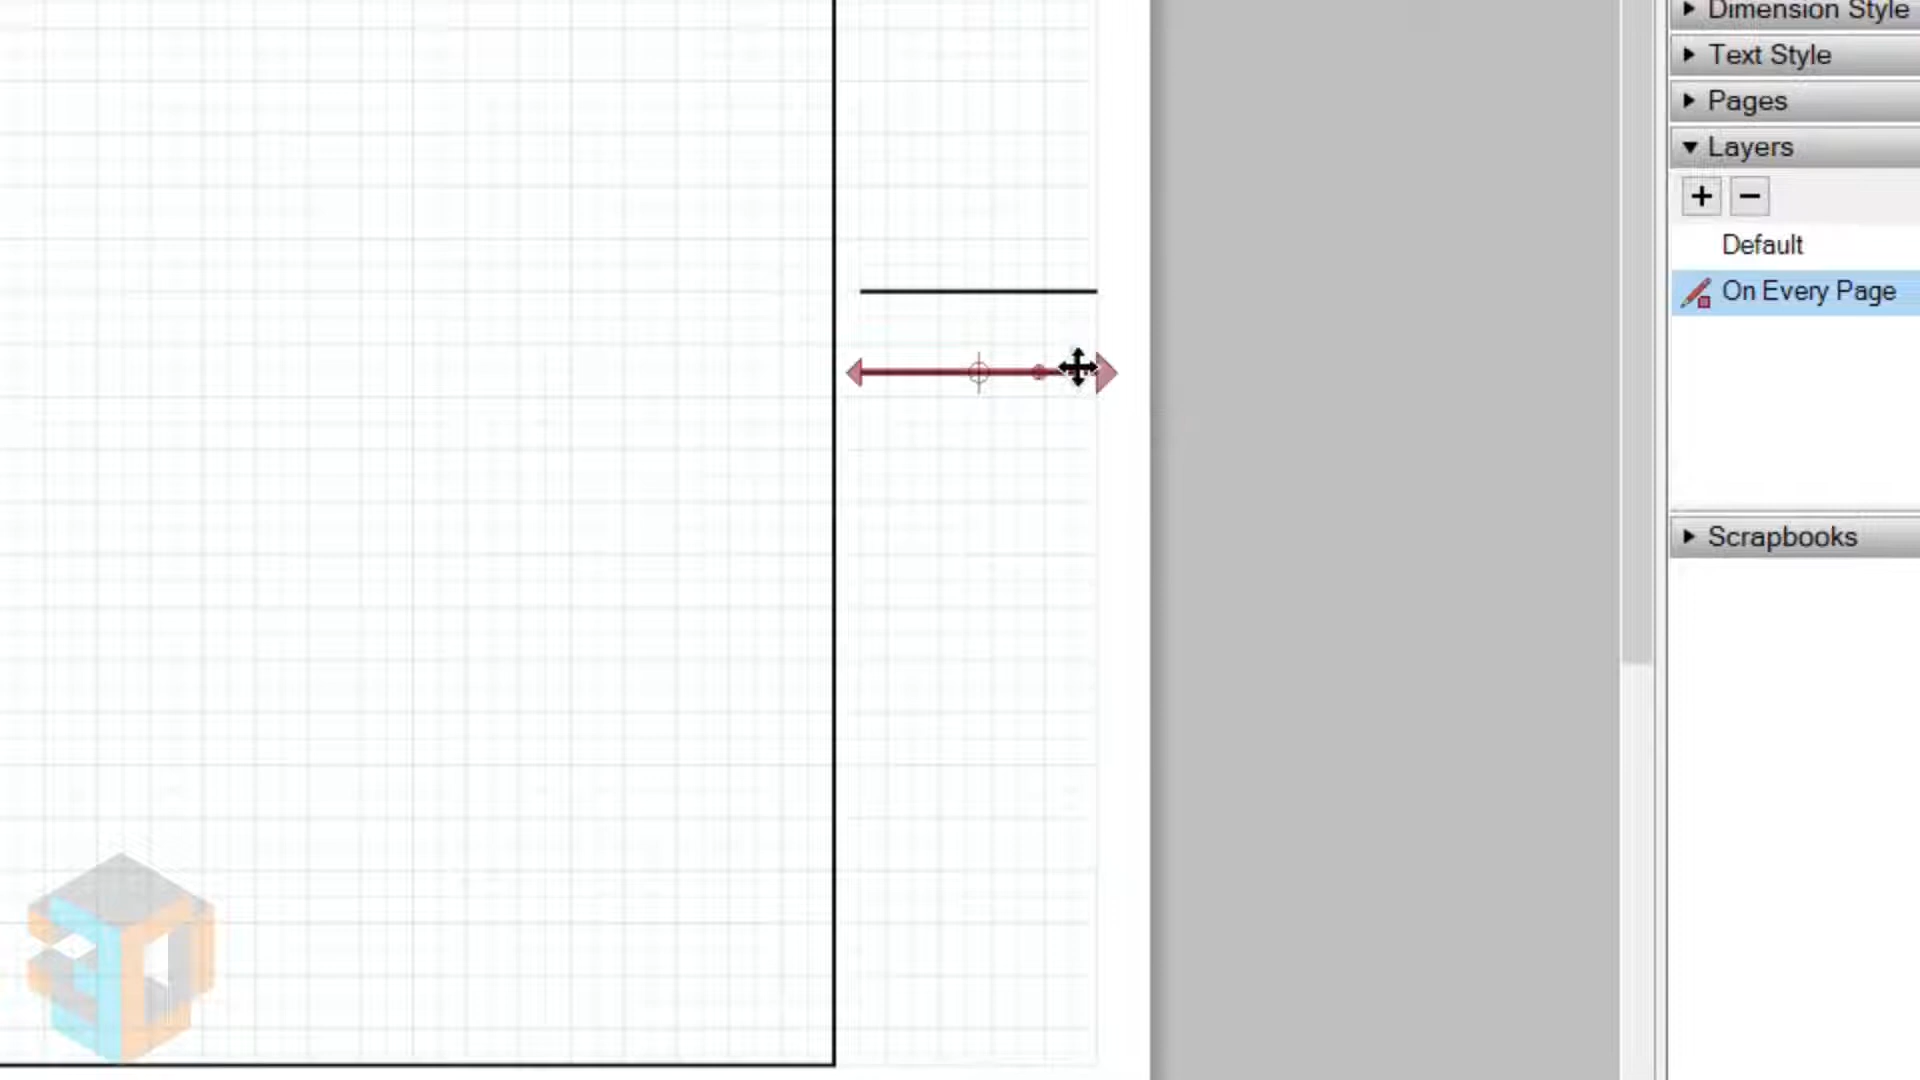 Dimension Style
Text Style
Pages
Layers
Default
On Every Page
Scrapbooks